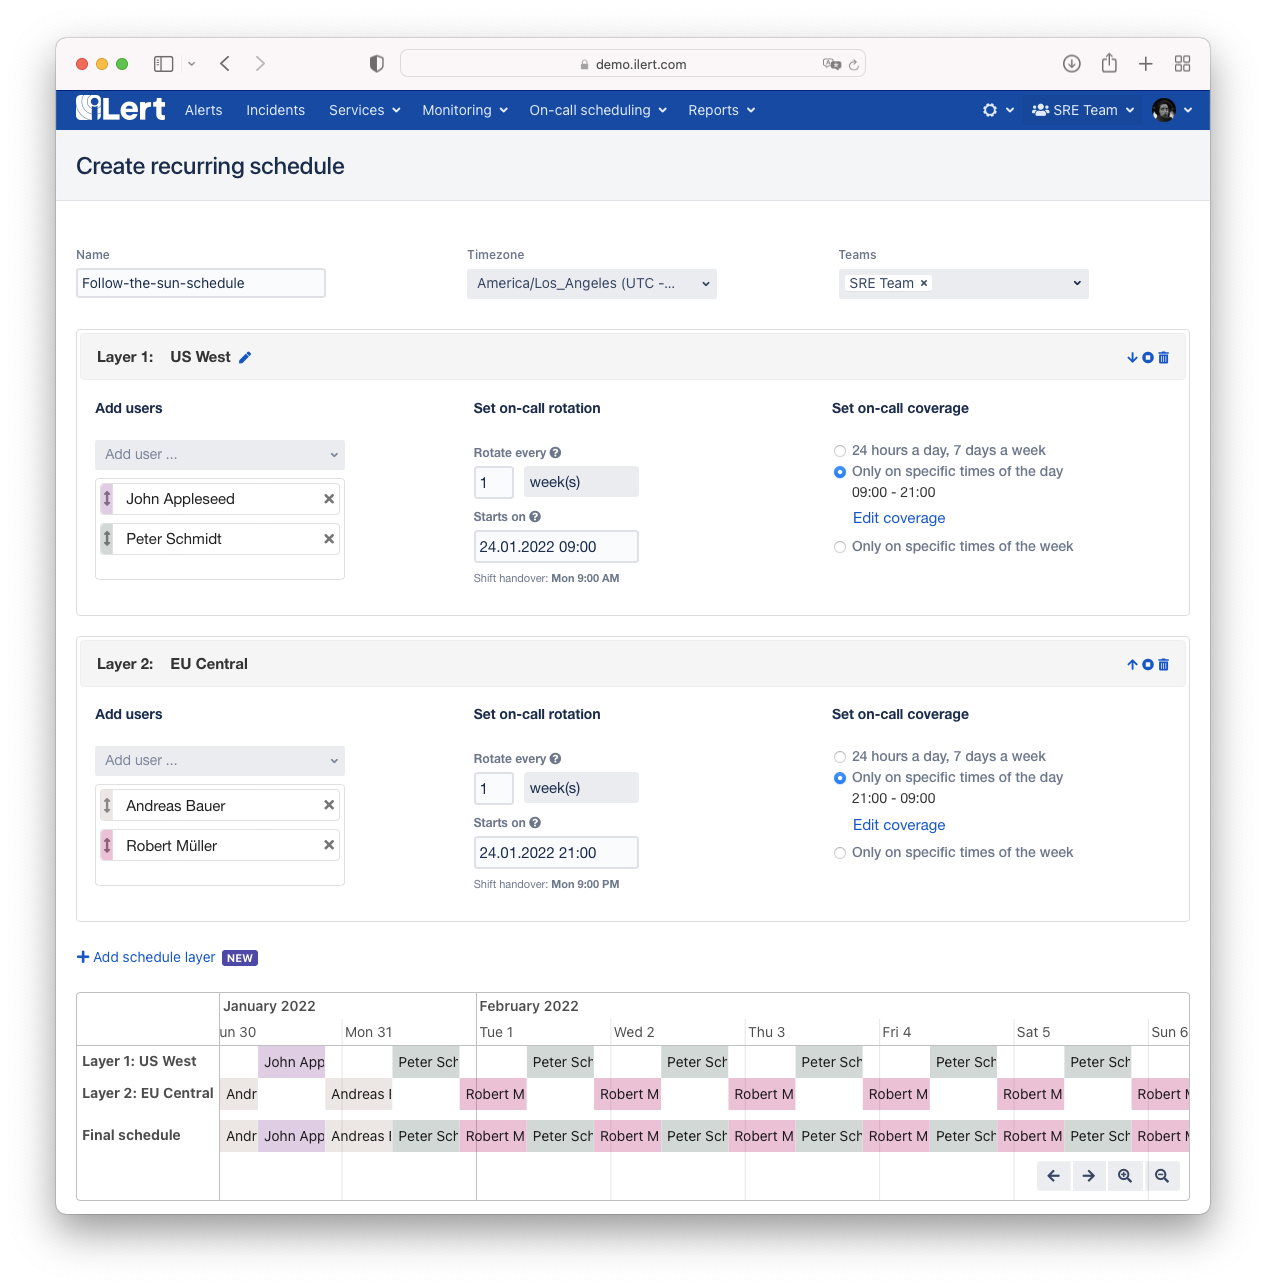 demo.ilert.com
iLert Alerts Incidents Services Monitoring On-call scheduling Reports SRE Team
Create recurring schedule
Name Timezone Teams
Follow-the-sun-schedule America/Los_Angeles (UTC -... SRE Team ×
Layer 1: US West
Add users Set on-call rotation Set on-call coverage
Add user ... Rotate every 24 hours a day, 7 days a week
1 week(s) Only on specific times of the day
John Appleseed 09:00 - 21:00
Starts on Edit coverage
Peter Schmidt 24.01.2022 09:00 Only on specific times of the week
Shift handover: Mon 9:00 AM
Layer 2: EU Central
Add users Set on-call rotation Set on-call coverage
Add user ... Rotate every 24 hours a day, 7 days a week
1 week(s) Only on specific times of the day
Andreas Bauer 21:00 - 09:00
Starts on Edit coverage
Robert Müller 24.01.2022 21:00 Only on specific times of the week
Shift handover: Mon 9:00 PM
+ Add schedule layer NEW
January 2022 February 2022
un 30 Mon 31 Tue 1 Wed 2 Thu 3 Fri 4 Sat 5 Sun 6
Layer 1: US West John App Peter Sch Peter Sch Peter Sch Peter Sch Peter Sch Peter Sch
Layer 2: EU Central Andr Andreas Robert M Robert M Robert M Robert M Robert M Robert
Final schedule Andr John App Andreas Peter Sch Robert M Peter Sch Robert M Peter Sch Robert M Peter Sch Robert M Peter Sch Robert M Peter Sch Robert